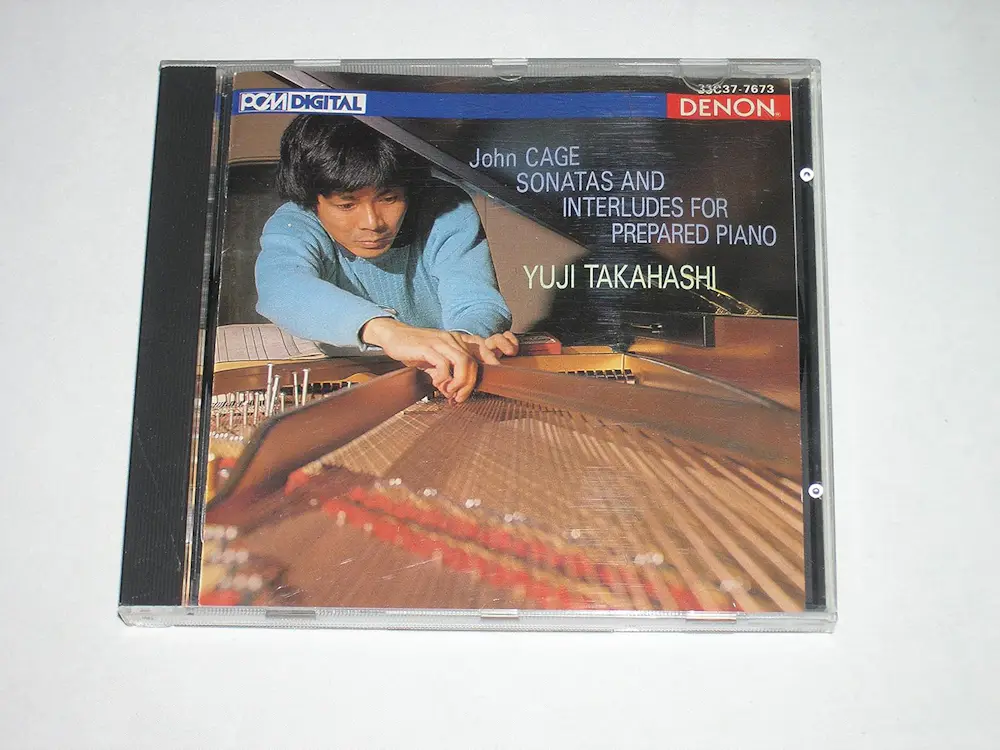 33C37-7673
PCM DIGITAL
DENON
John CAGE
SONATAS AND
INTERLUDES FOR
PREPARED PIANO
YUJI TAKAHASHI